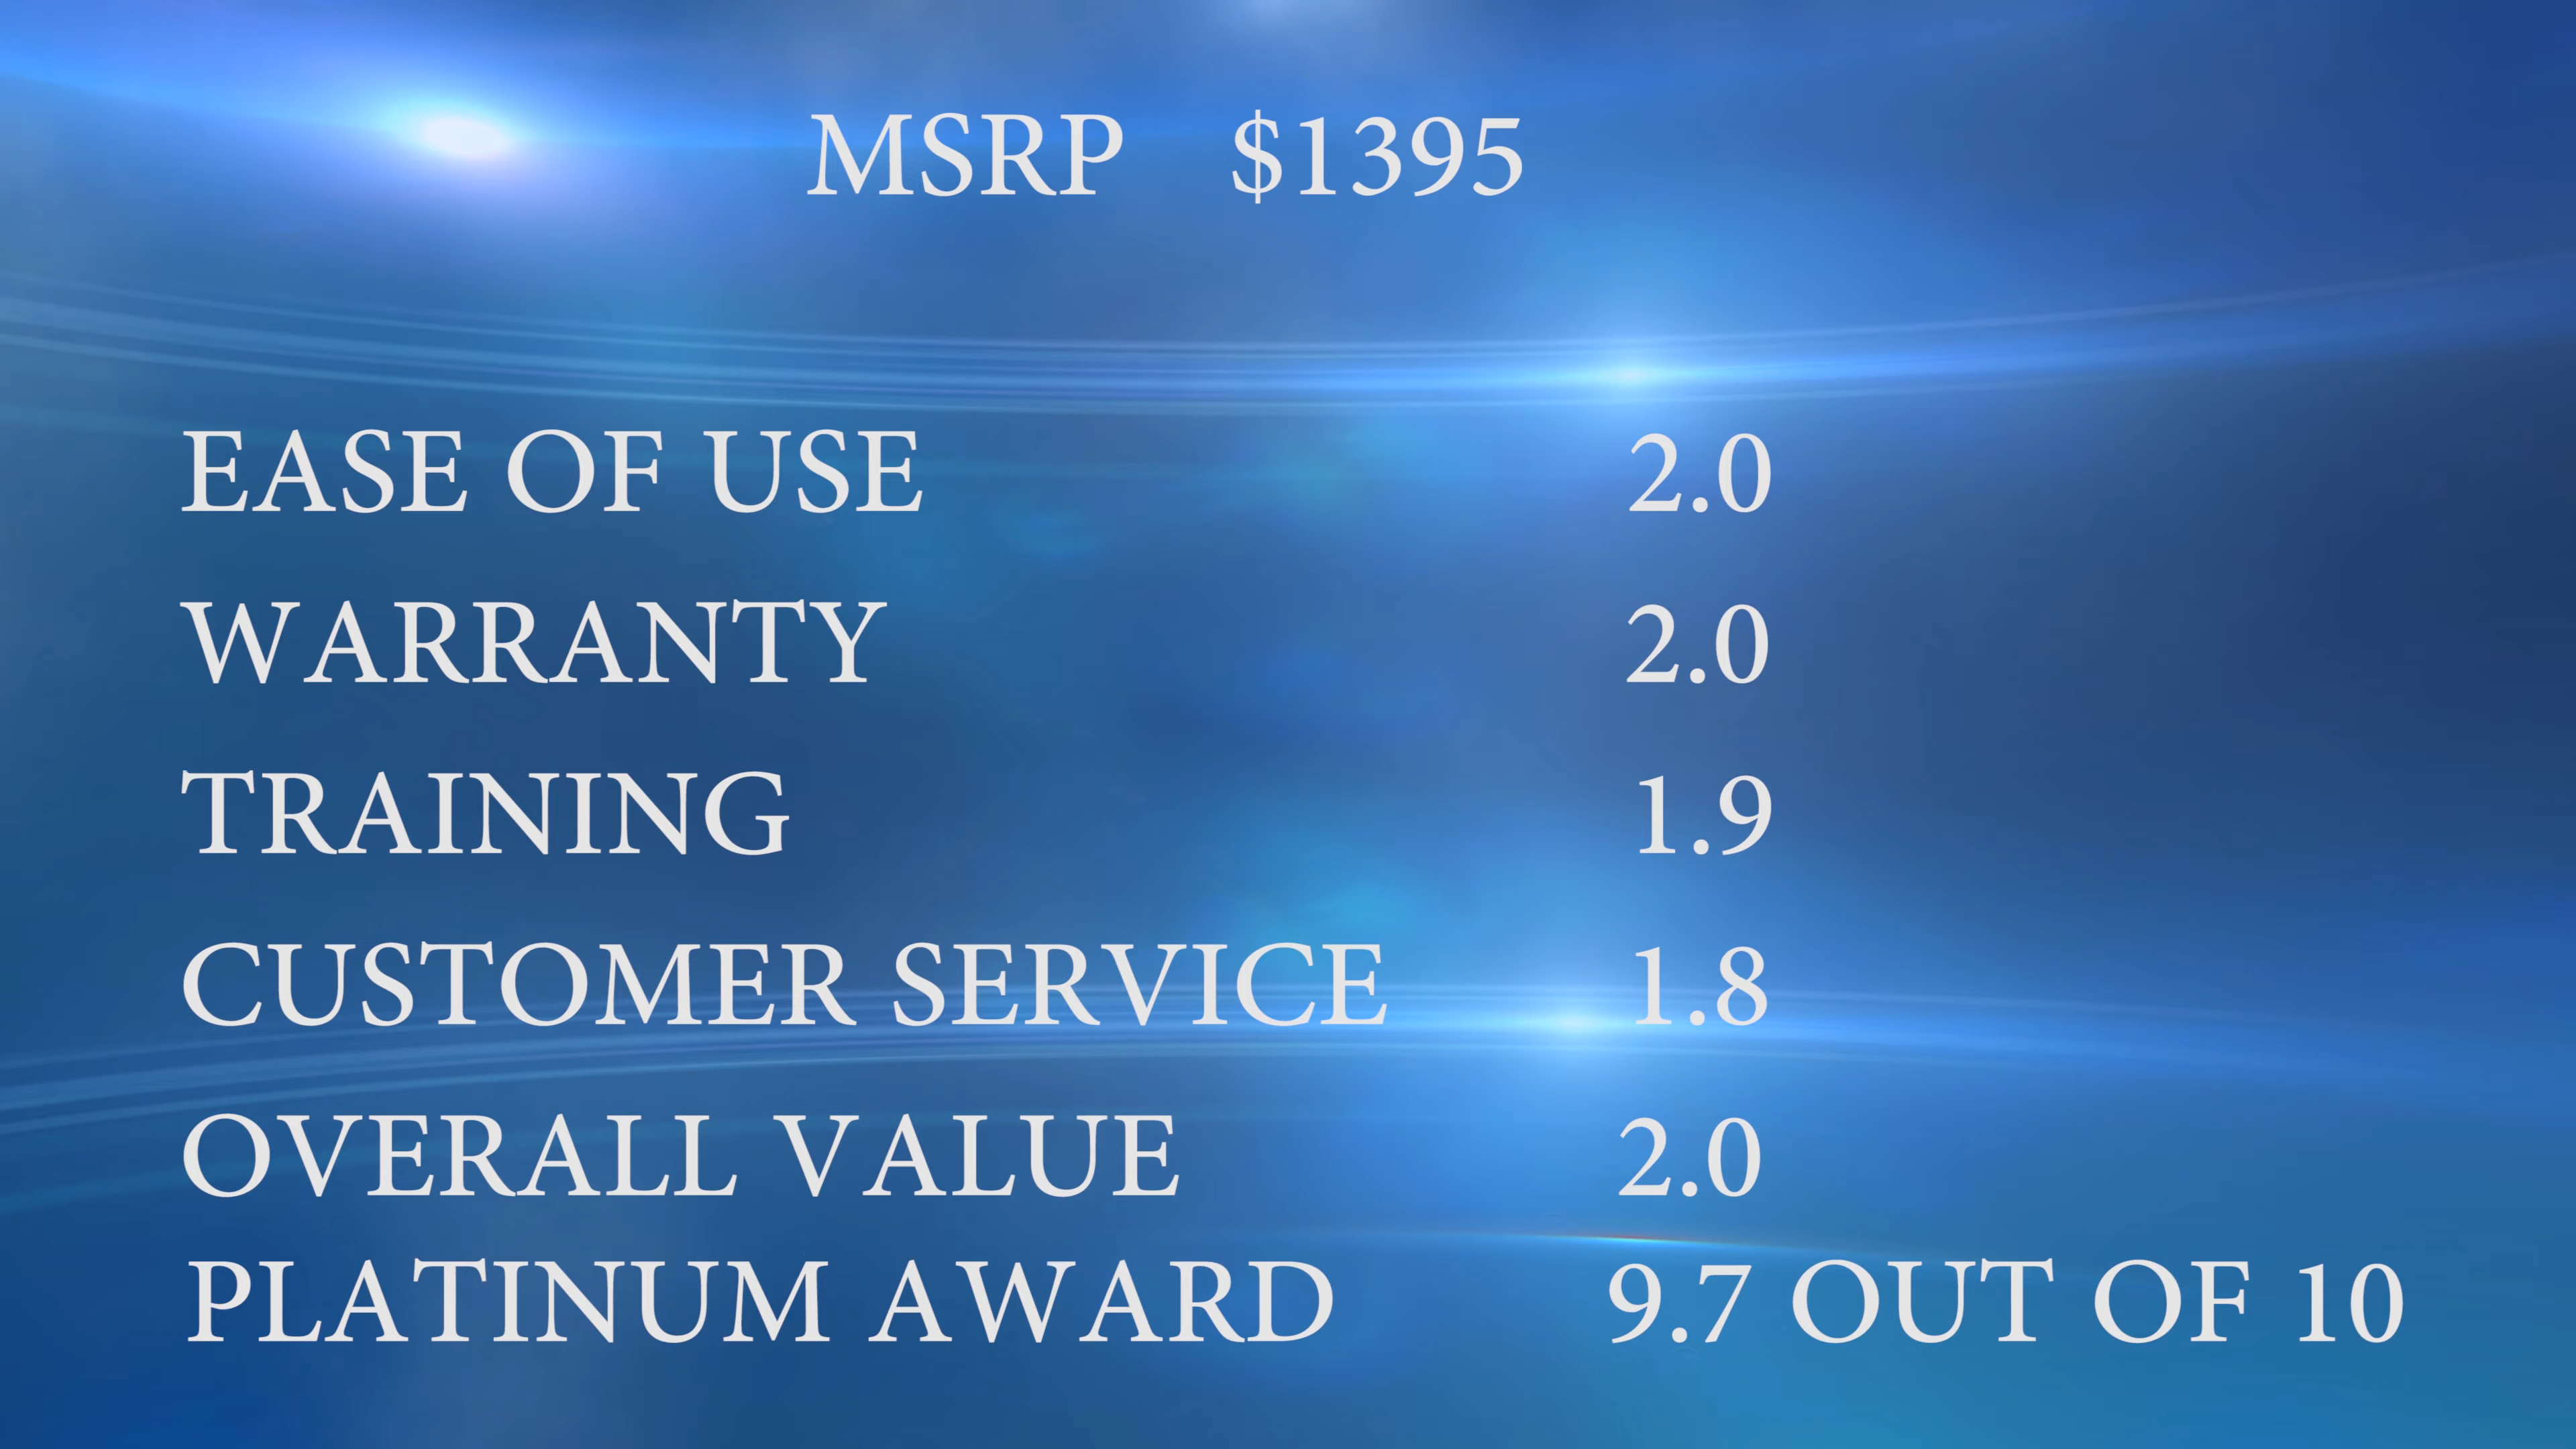 MSRP $1395
EASE OF USE 2.0
WARRANTY 2.0
TRAINING 1.9
CUSTOMER SERVICE 1.8
OVERALL VALUE 2.0
PLATINUM AWARD 9.7 OUT OF 10